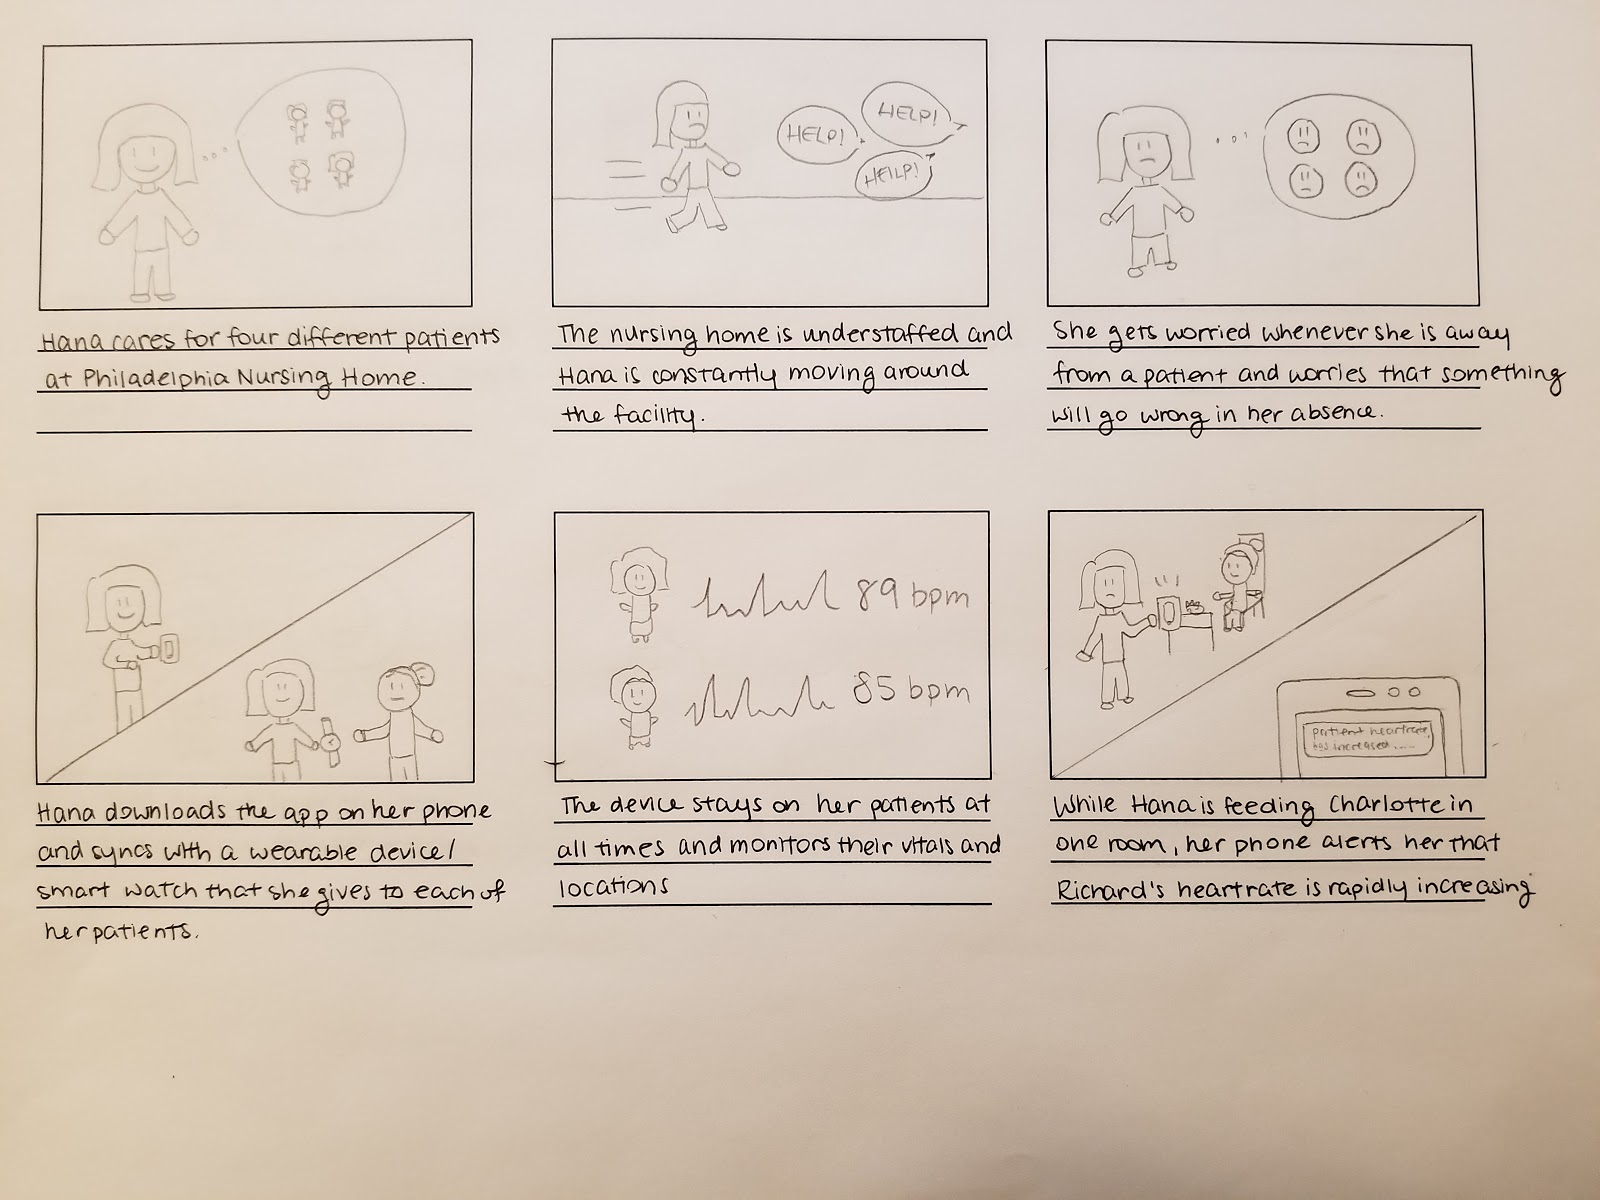 HELP!
HELP!
HEILP!
Hana cares for four different patients
at Philadelphia Nursing Home.
The nursing home is understaffed and
Hana is constantly moving around
the facility.
She gets worried whenever she is away
from a patient and worries that something
will go wrong in her absence.
89 bpm
85 bpm
patient heartrate
has increased.....
Hana downloads the app on her phone
and syncs with a wearable device/
smart watch that she gives to each of
her patients.
The device stays on her patients at
all times and monitors their vitals and
locations
While Hana is feeding Charlotte in
one room, her phone alerts her that
Richard's heartrate is rapidly increasing